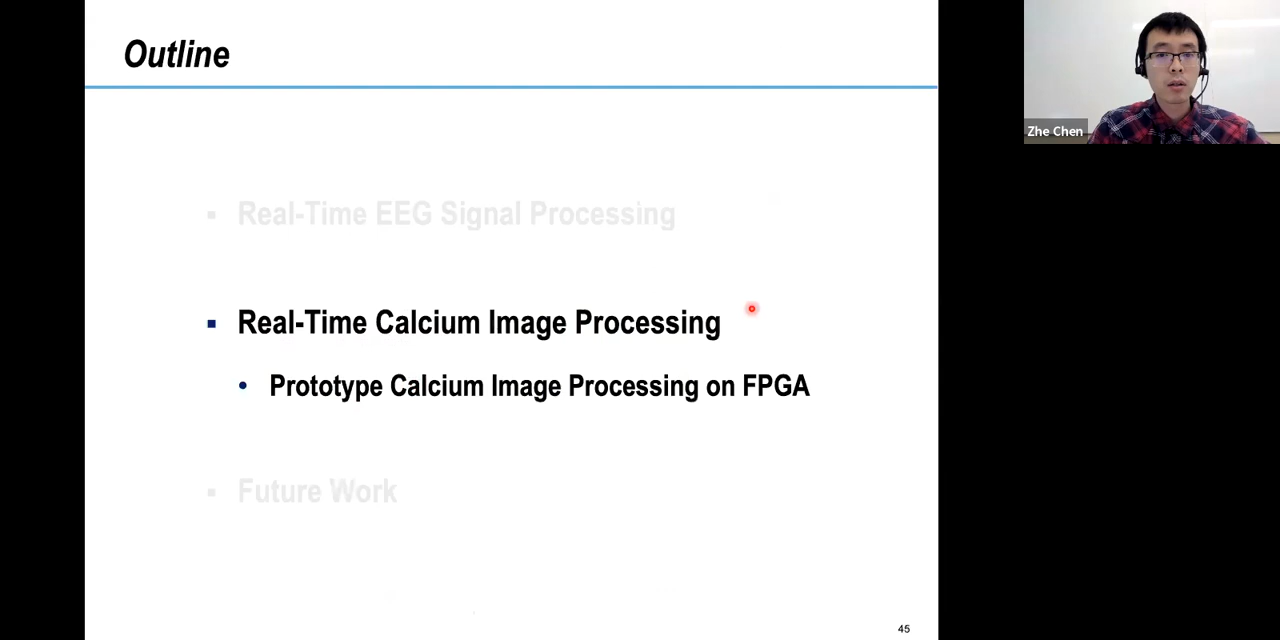 Outline
Zhe Chen
▪ Real-Time EEG Signal Processing
▪ Real-Time Calcium Image Processing
• Prototype Calcium Image Processing on FPGA
▪ Future Work
45